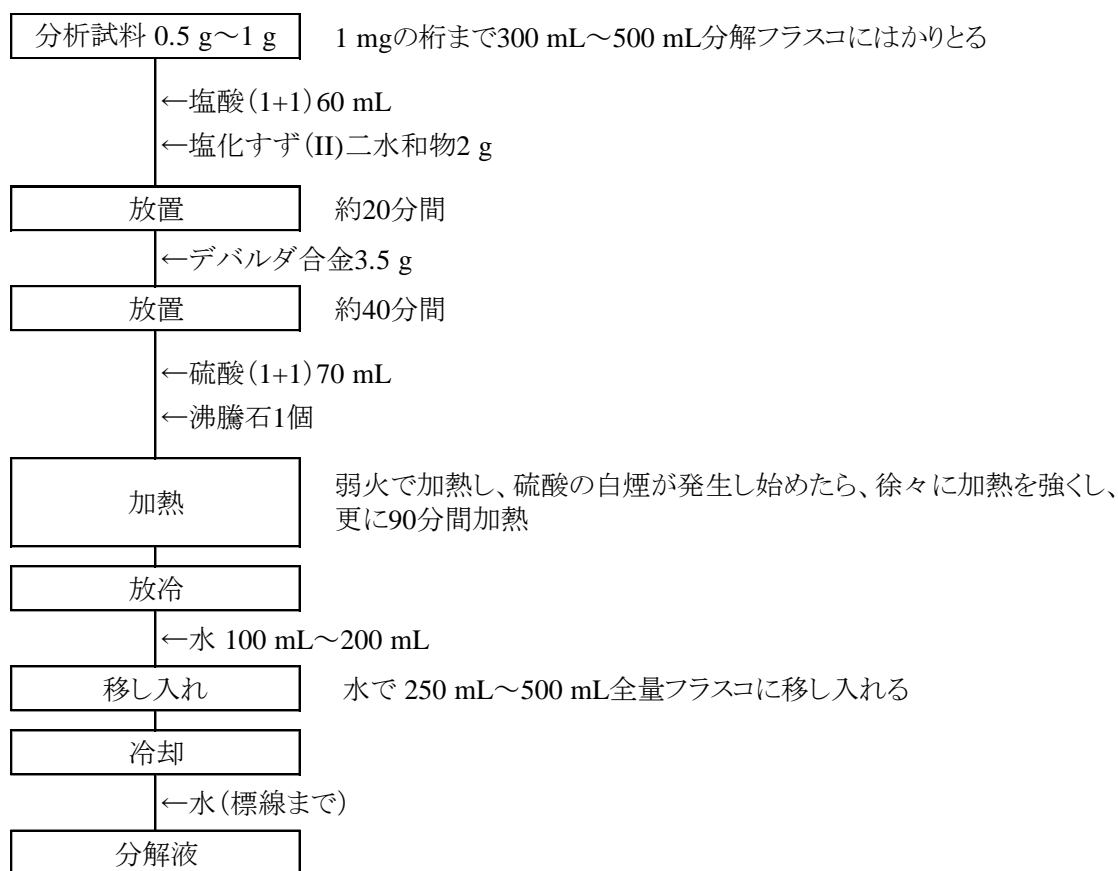 分析試料 0.5 g~1 g
1 mgの桁まで300 mL~500 mL分解フラスコにはかりとる
←塩酸(1+1)60 mL
←塩化すず(II)二水和物2 g
放置
約20分間
←デバルダ合金3.5 g
放置
約40分間
←硫酸(1+1)70 mL
←沸騰石1個
加熱
弱火で加熱し、硫酸の白煙が発生し始めたら、徐々に加熱を強くし、
更に90分間加熱
放冷
←水 100 mL~200 mL
移し入れ
水で 250 mL~500 mL全量フラスコに移し入れる
冷却
←水(標線まで)
分解液